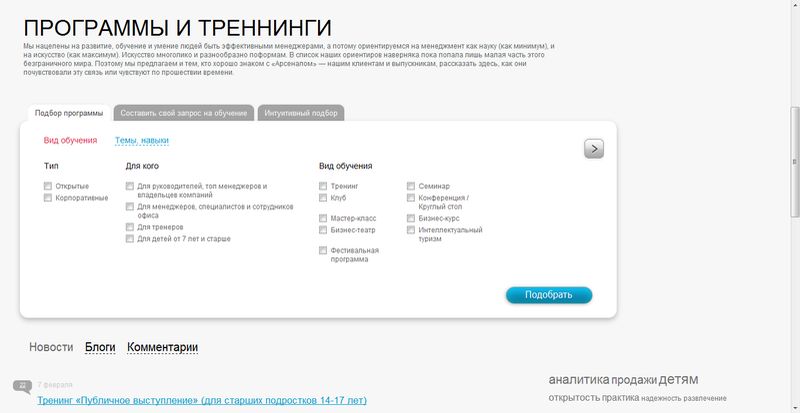 ПРОГРАММЫ И ТРЕННИНГИ
Мы нацелены на развитие, обучение и умение людей быть эффективными менеджерами, а потому ориентируемся на менеджмент как науку (как минимум), и
на искусство (как максимум). Искусство многолико и разнообразно поформам. В список наших ориентиров наверняка пока попала лишь малая часть этого
безграничного мира. Поэтому мы предлагаем и тем, кто хорошо знаком с «Арсеналом» — нашим клиентам и выпускникам, рассказать здесь, как они
почувствовали эту связь или чувствуют по прошествии времени.
Подбор программы Составить свой запрос на обучение Интуитивный подбор
Вид обучения Темы, навыки
Тип Для кого Вид обучения
Открытые Для руководителей, топ менеджеров и Тренинг Семинар
Корпоративные владельцев компаний Клуб Конференция /
Для менеджеров, специалистов и сотрудников Круглый стол
офиса Мастер-класс Бизнес-курс
Для тренеров Бизнес-театр Интеллектуальный
Для детей от 7 лет и старше туризм
Фестивальная
программа
Подобрать
Новости Блоги Комментарии
22 7 февраля
Тренинг «Публичное выступление» (для старших подростков 14-17 лет)
аналитика продажи детям
открытость практика надежность развлечение